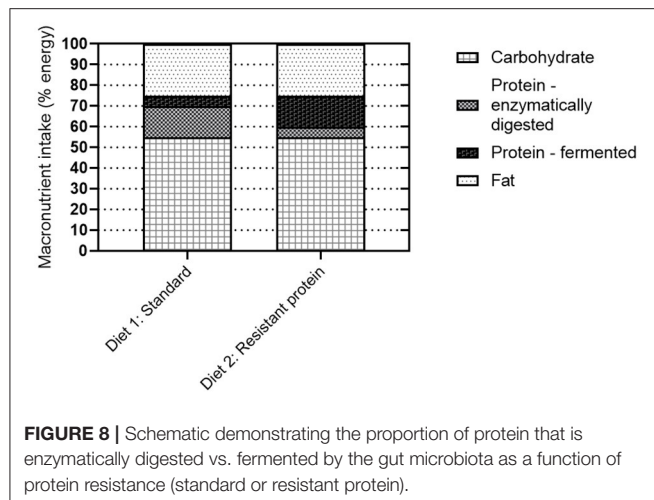 Macronutrient intake (% energy)
100
90
80
70
60
50
40
30
20
10
0
Diet 1: Standard
Diet 2: Resistant protein
Carbohydrate
Protein -
enzymatically
digested
Protein - fermented
Fat
FIGURE 8 | Schematic demonstrating the proportion of protein that is
enzymatically digested vs. fermented by the gut microbiota as a function of
protein resistance (standard or resistant protein).